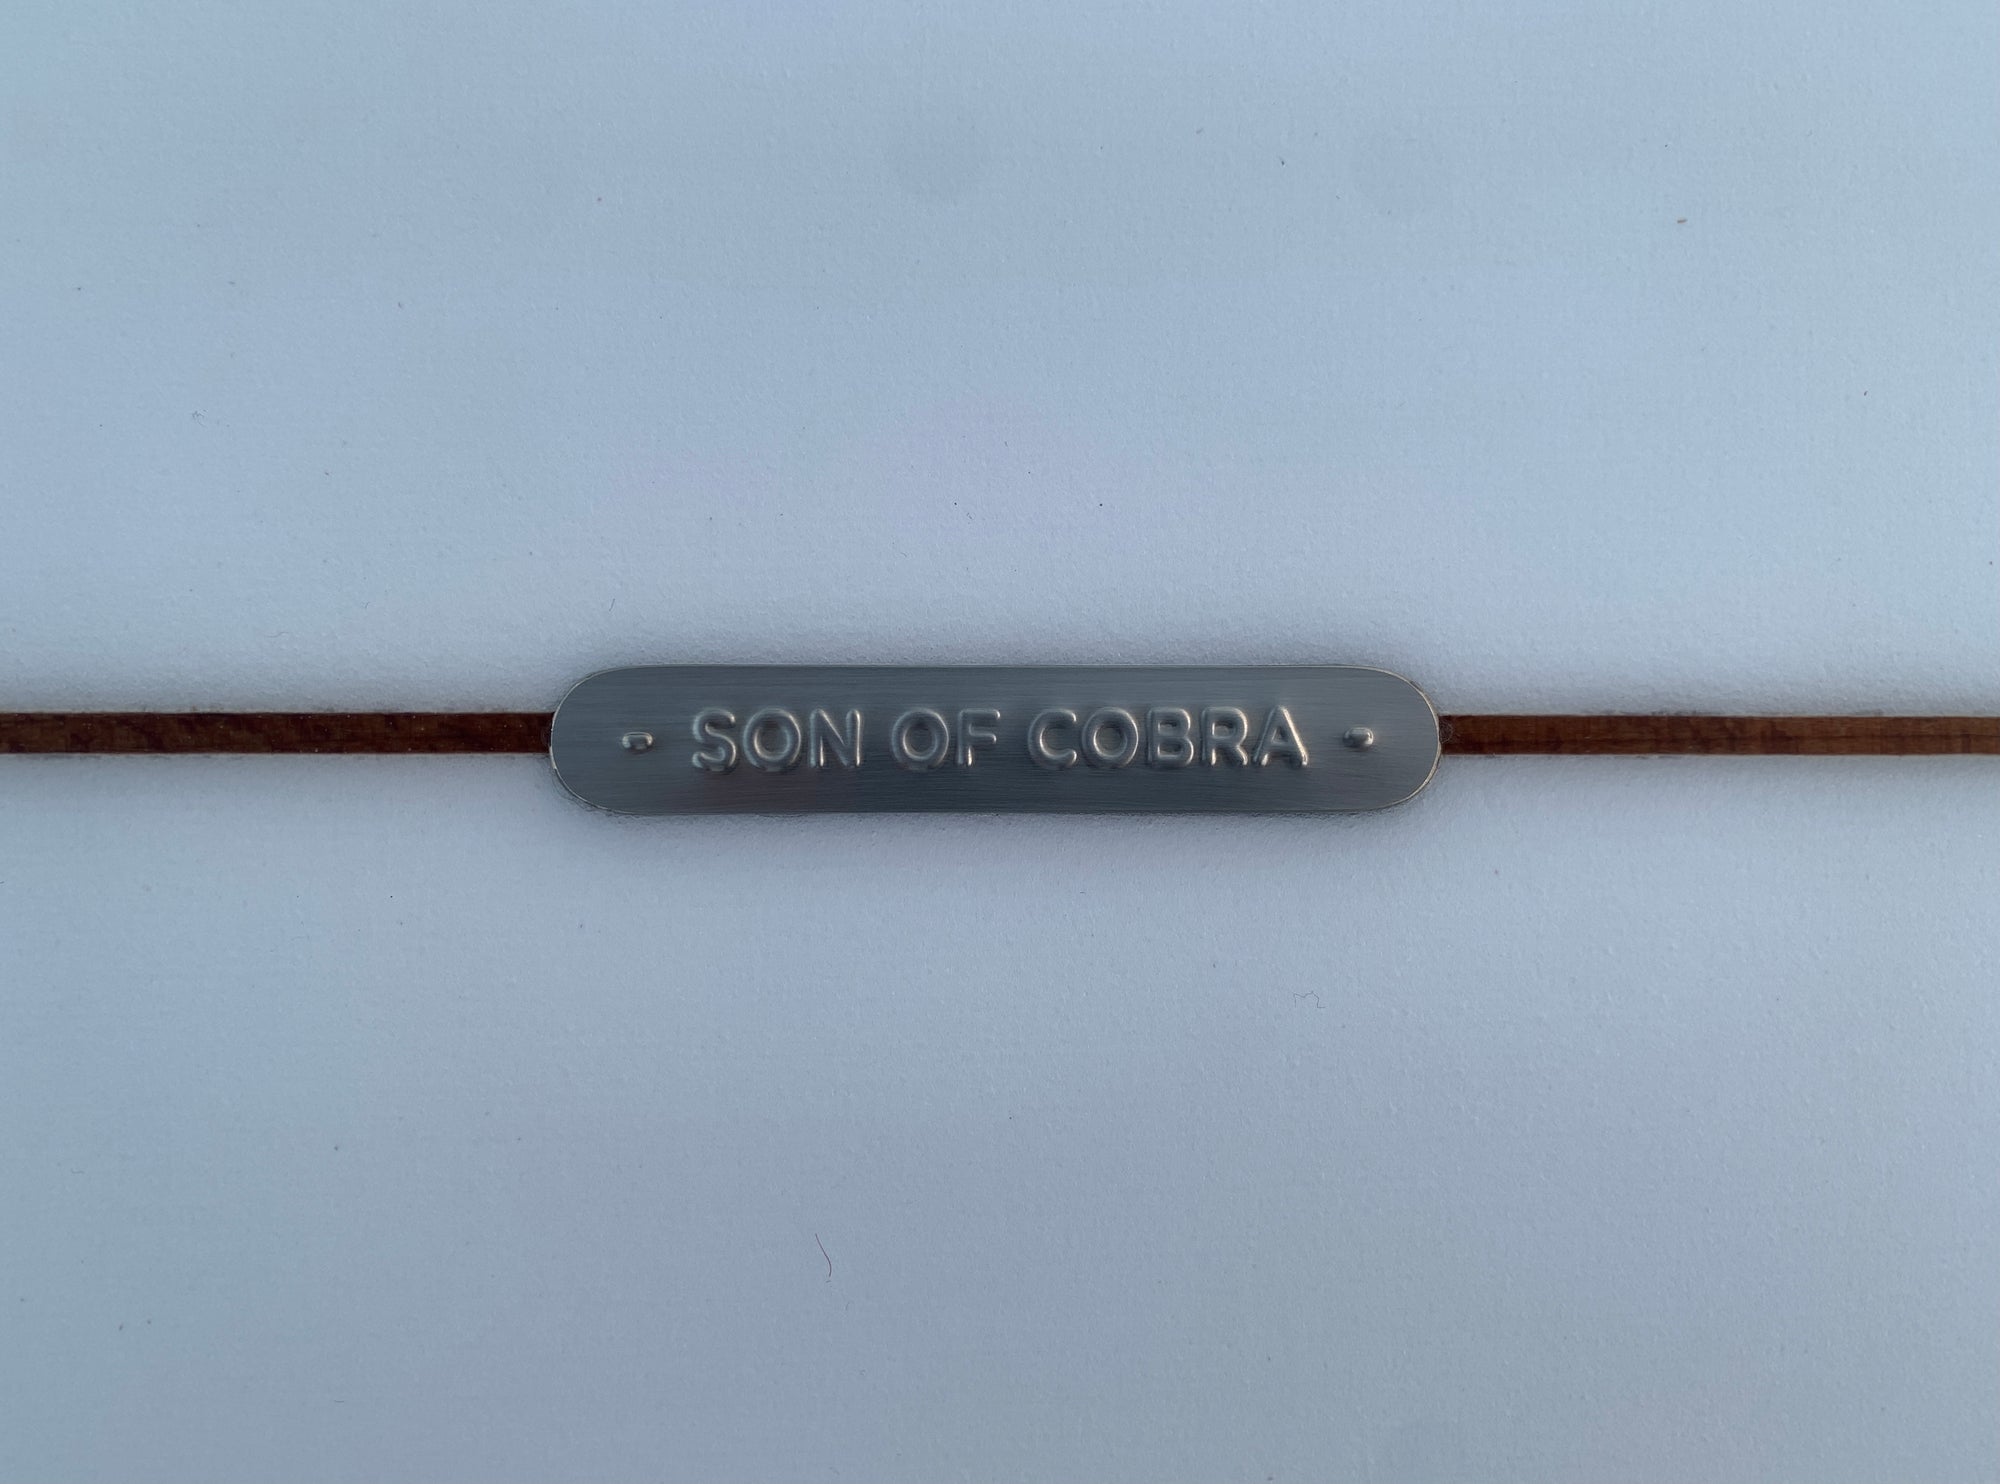 · SON OF COBRA ·